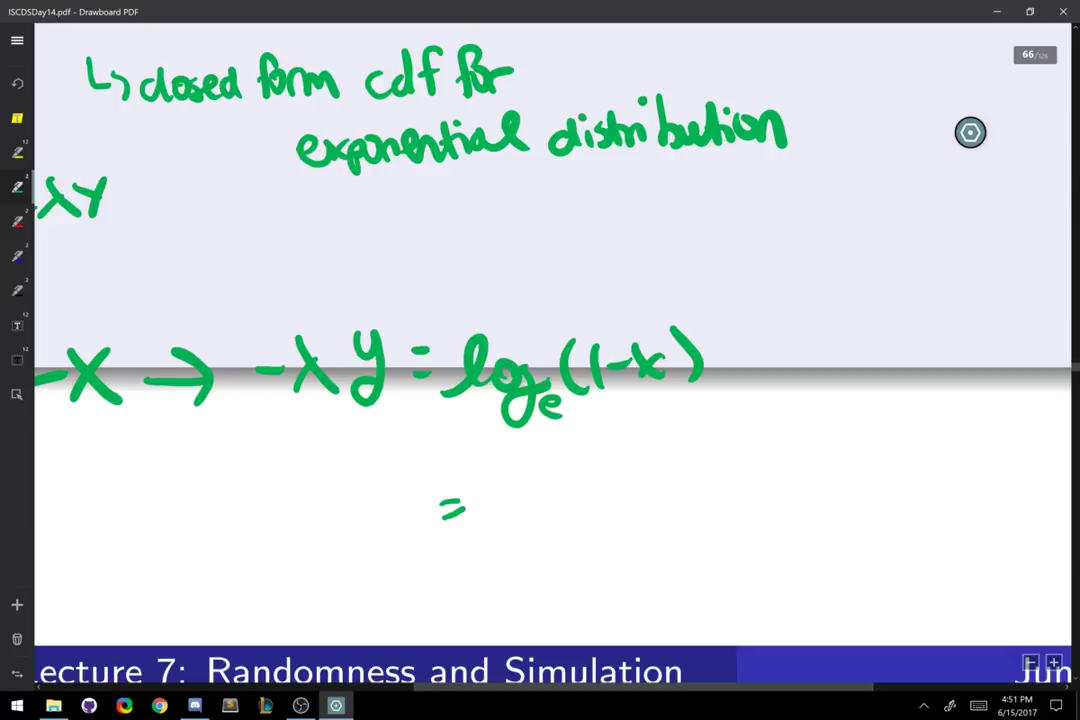 ISCDSDay14.pdf - Drawboard PDF
66/126
↳ closed form cdf for
exponential distribution
-λY
-X → -λy = logₑ(1-x)
=
ecture 7: Randomness and Simulation
Jun
4:51 PM
6/15/2017